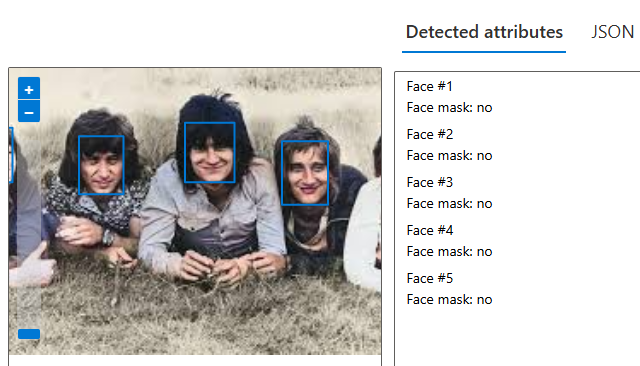 Detected attributes
JSON
+
−
Face #1
Face mask: no
Face #2
Face mask: no
Face #3
Face mask: no
Face #4
Face mask: no
Face #5
Face mask: no